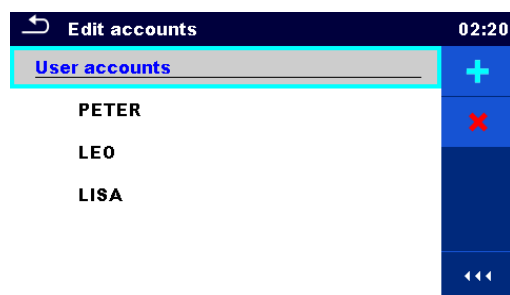 Edit accounts 02:20
User accounts
PETER
LEO
LISA